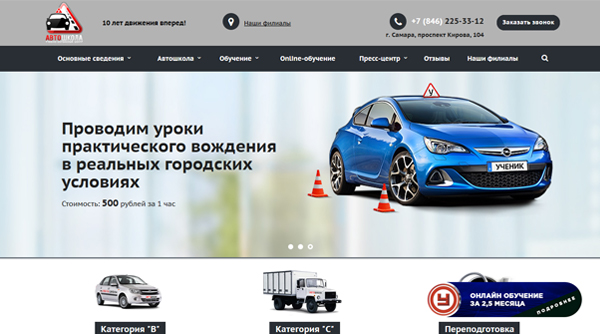 АВТОШКОЛА
10 лет движения вперед!
Наши филиалы
+7 (846) 225-33-12
г. Самара, проспект Кирова, 104
Заказать звонок
Основные сведения
Автошкола
Обучение
Online-обучение
Пресс-центр
Отзывы
Наши филиалы
Проводим уроки
практического вождения
в реальных городских
условиях
Стоимость: 500 рублей за 1 час
У
УЧЕНИК
У
ОНЛАЙН ОБУЧЕНИЕ
ЗА 2,5 МЕСЯЦА
ПОДРОБНЕЕ
Категория "B"
Категория "C"
Переподготовка